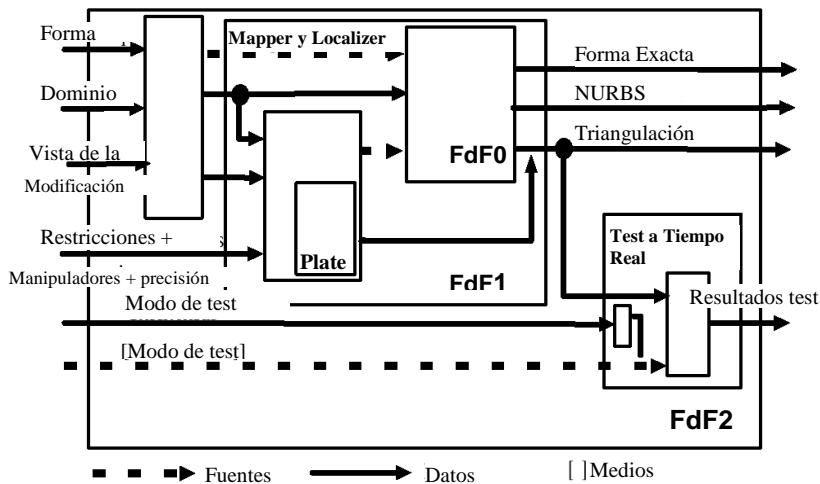 Forma
Mapper y Localizer
Forma Exacta
Dominio
NURBS
Triangulación
Vista de la
Modificación
FdF0
Restricciones +
Plate
Test a Tiempo
Real
Manipuladores + precisión
FdF1
Modo de test
Resultados test
[Modo de test]
FdF2
Fuentes
Datos
[ ]Medios